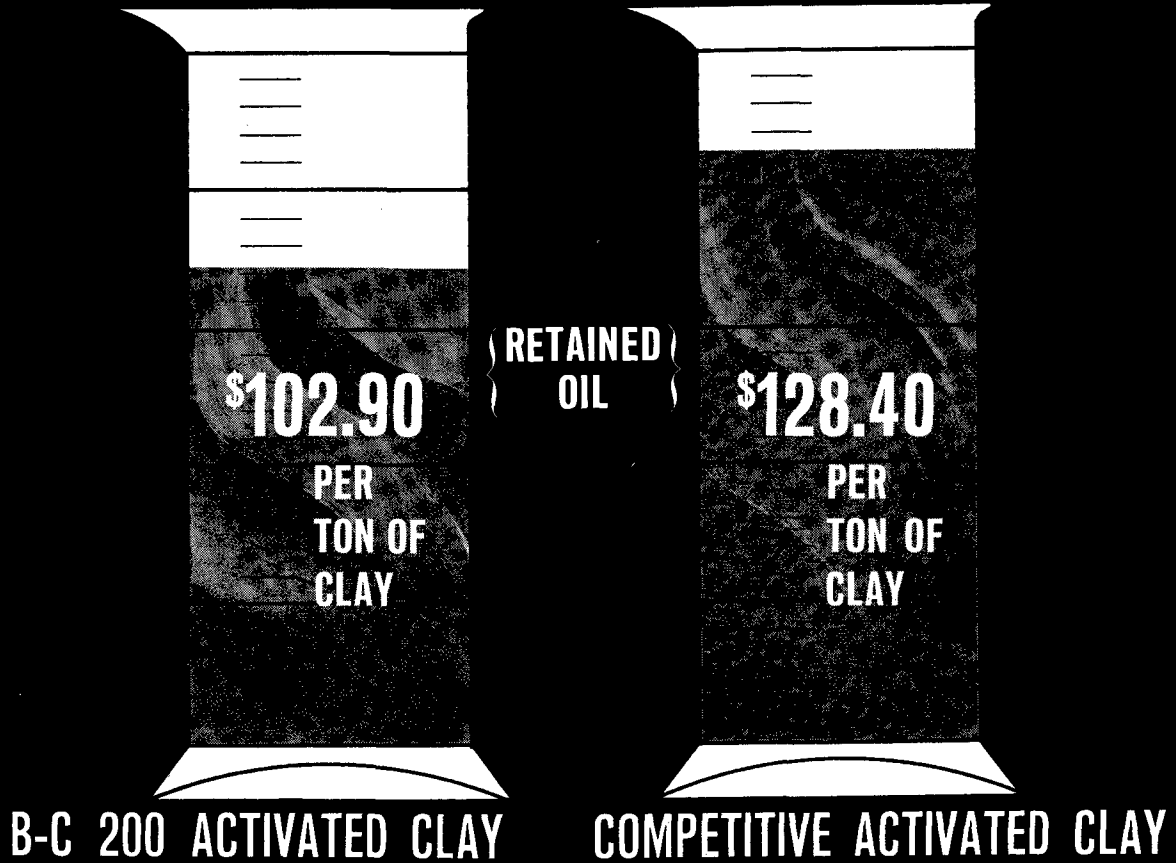 RETAINED
OIL
$102.90
PER
TON OF
CLAY
$128.40
PER
TON OF
CLAY
B-C 200 ACTIVATED CLAY
COMPETITIVE ACTIVATED CLAY